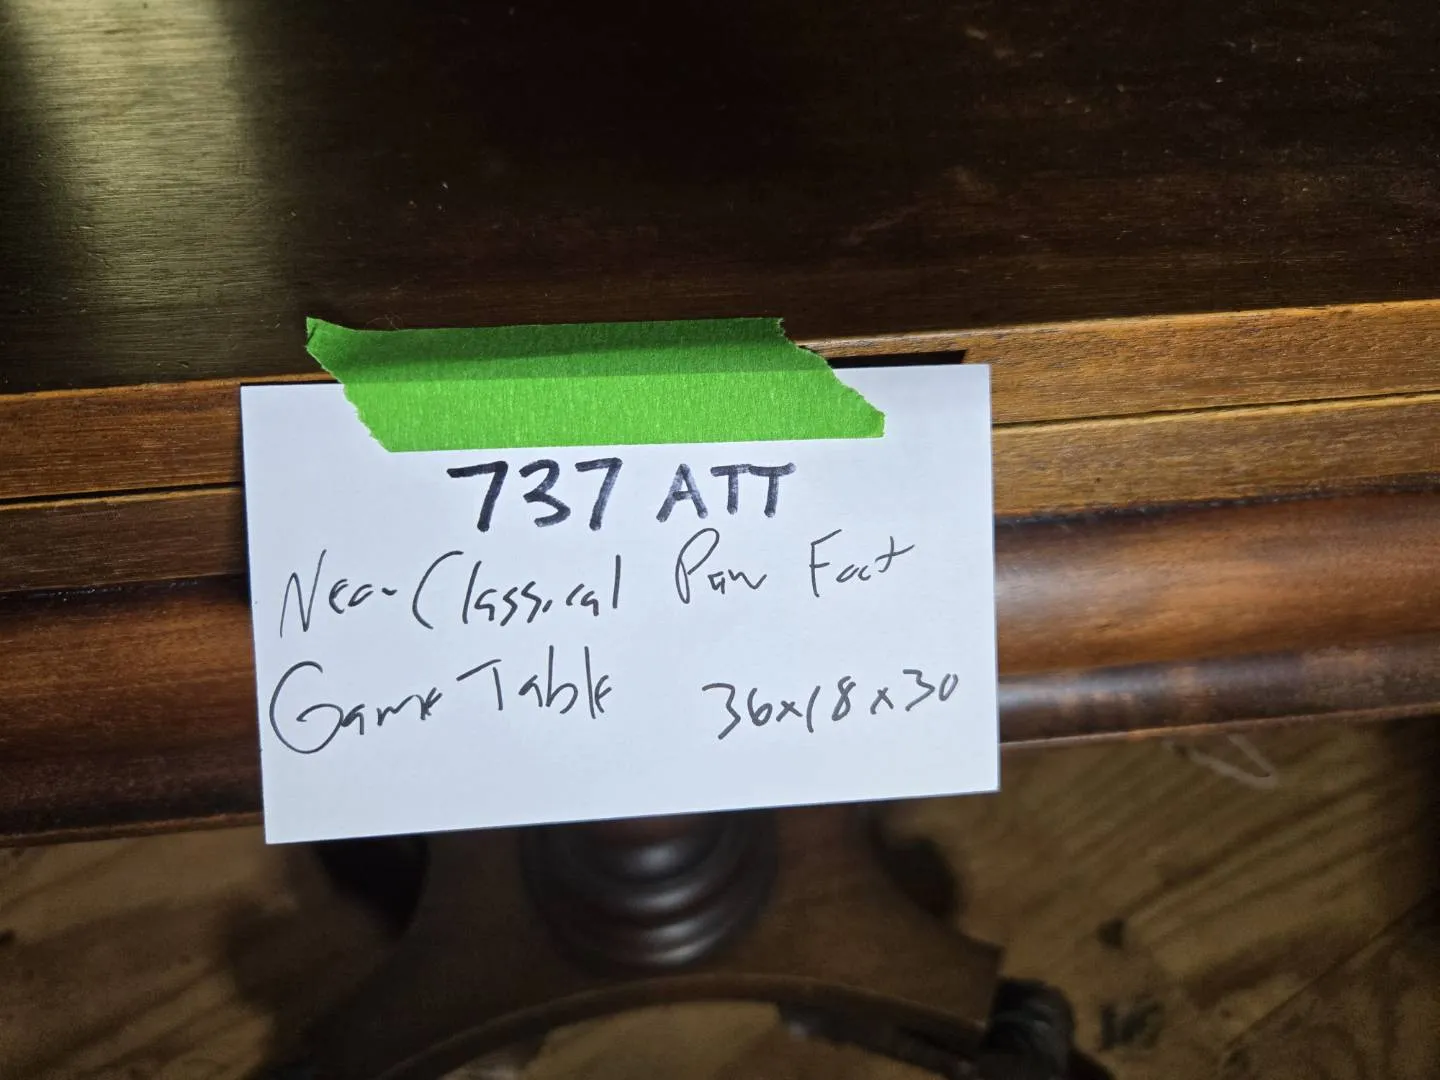 737 ATT
Neo-Classical Paw Foot
Game Table 36x18x30